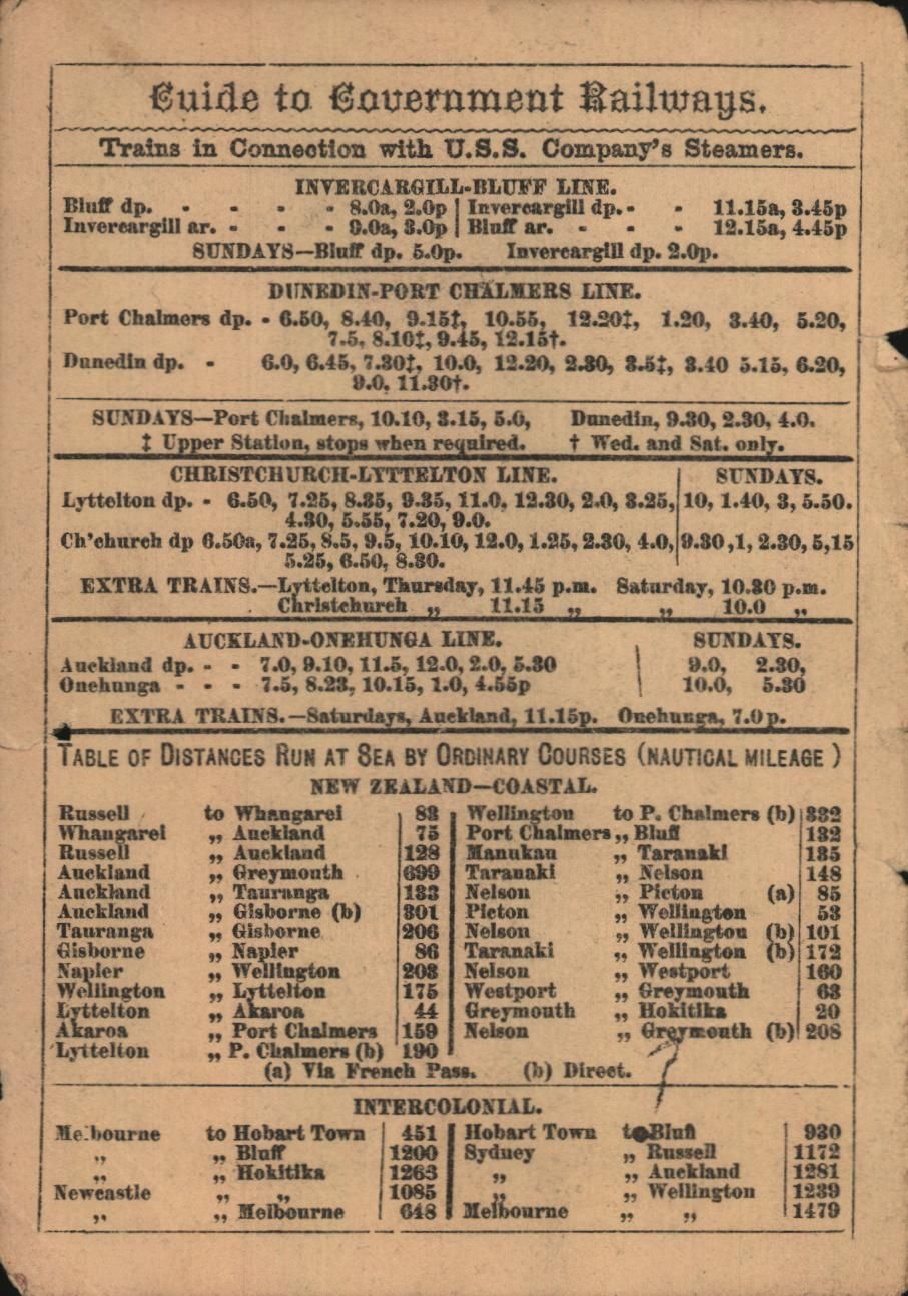 Guide to Government Railways.
Trains in Connection with U.S.S. Company's Steamers.
INVERCARGILL-BLUFF LINE.
Bluff dp. - - - - 8.0a, 2.0p | Invercargill dp. - - 11.15a, 3.45p
Invercargill ar. - - - 9.0a, 3.0p | Bluff ar. - - - 12.15a, 4.45p
SUNDAYS—Bluff dp. 5.0p. Invercargill dp. 2.0p.
DUNEDIN-PORT CHALMERS LINE.
Port Chalmers dp. - 6.50, 8.40, 9.15‡, 10.55, 12.20‡, 1.20, 3.40, 5.20,
7.5, 8.10‡, 9.45, 12.15†.
Dunedin dp. - 6.0, 6.45, 7.30‡, 10.0, 12.20, 2.30, 3.5‡, 3.40 5.15, 6.20,
9.0, 11.30†.
SUNDAYS—Port Chalmers, 10.10, 3.15, 5.0, Dunedin, 9.30, 2.30, 4.0.
‡ Upper Station, stops when required. † Wed. and Sat. only.
CHRISTCHURCH-LYTTELTON LINE. | SUNDAYS.
Lyttelton dp. - 6.50, 7.25, 8.35, 9.35, 11.0, 12.30, 2.0, 3.25, | 10, 1.40, 3, 5.50.
4.30, 5.55, 7.20, 9.0.
Ch'church dp 6.50a, 7.25, 8.5, 9.5, 10.10, 12.0, 1.25, 2.30, 4.0, | 9.30 ,1, 2.30, 5,15
5.25, 6.50, 8.30.
EXTRA TRAINS.—Lyttelton, Thursday, 11.45 p.m. Saturday, 10.30 p.m.
Christchurch „ 11.15 „ „ 10.0 „
AUCKLAND-ONEHUNGA LINE. SUNDAYS.
Auckland dp. - - 7.0, 9.10, 11.5, 12.0, 2.0, 5.30 | 9.0, 2.30,
Onehunga - - - 7.5, 8.23, 10.15, 1.0, 4.55p | 10.0, 5.30
EXTRA TRAINS.—Saturdays, Auckland, 11.15p. Onehunga, 7.0p.
TABLE OF DISTANCES RUN AT SEA BY ORDINARY COURSES (NAUTICAL MILEAGE )
NEW ZEALAND—COASTAL.
Russell to Whangarei 83 | Wellington to P. Chalmers (b) 332
Whangarei „ Auckland 75 | Port Chalmers „ Bluff 132
Russell „ Auckland 128 | Manukau „ Taranaki 135
Auckland „ Greymouth 699 | Taranaki „ Nelson 148
Auckland „ Tauranga 133 | Nelson „ Picton (a) 85
Auckland „ Gisborne (b) 301 | Picton „ Wellington 53
Tauranga „ Gisborne 206 | Nelson „ Wellington (b) 101
Gisborne „ Napier 86 | Taranaki „ Wellington (b) 172
Napier „ Wellington 203 | Nelson „ Westport 160
Wellington „ Lyttelton 175 | Westport „ Greymouth 63
Lyttelton „ Akaroa 44 | Greymouth „ Hokitika 20
Akaroa „ Port Chalmers 159 | Nelson „ Greymouth (b) 208
Lyttelton „ P. Chalmers (b) 190
(a) Via French Pass. (b) Direct.
INTERCOLONIAL.
Melbourne to Hobart Town 451 | Hobart Town to Bluff 930
„ „ Bluff 1200 | Sydney „ Russell 1172
„ „ Hokitika 1263 | „ „ Auckland 1281
Newcastle „ „ 1085 | „ „ Wellington 1239
„ „ Melbourne 648 | Melbourne „ „ 1479